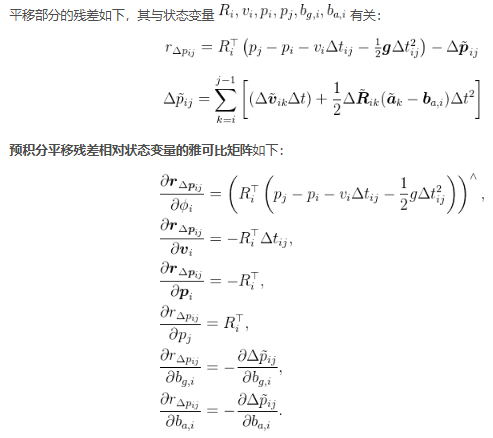 平移部分的残差如下，其与状态变量 $R_i, v_i, p_i, p_j, b_{g,i}, b_{a,i}$ 有关：
$r_{\Delta p_{ij}} = R_i^\top \left( p_j - p_i - v_i \Delta t_{ij} - \frac{1}{2} \boldsymbol{g} \Delta t_{ij}^2 \right) - \Delta \tilde{\boldsymbol{p}}_{ij}$
$\Delta \tilde{p}_{ij} = \sum_{k=i}^{j-1} \left[ (\Delta \tilde{\boldsymbol{v}}_{ik} \Delta t) + \frac{1}{2} \Delta \tilde{\boldsymbol{R}}_{ik} (\tilde{\boldsymbol{a}}_k - \boldsymbol{b}_{a,i}) \Delta t^2 \right]$
预积分平移残差相对状态变量的雅可比矩阵如下：
$\frac{\partial \boldsymbol{r}_{\Delta \boldsymbol{p}_{ij}}}{\partial \phi_i} = \left( R_i^\top \left( p_j - p_i - v_i \Delta t_{ij} - \frac{1}{2} g \Delta t_{ij}^2 \right) \right)^\wedge,$
$\frac{\partial \boldsymbol{r}_{\Delta \boldsymbol{p}_{ij}}}{\partial \boldsymbol{v}_i} = -R_i^\top \Delta t_{ij},$
$\frac{\partial \boldsymbol{r}_{\Delta \boldsymbol{p}_{ij}}}{\partial \boldsymbol{p}_i} = -R_i^\top,$
$\frac{\partial r_{\Delta p_{ij}}}{\partial p_j} = R_i^\top,$
$\frac{\partial r_{\Delta p_{ij}}}{\partial b_{g,i}} = -\frac{\partial \Delta \tilde{p}_{ij}}{\partial b_{g,i}},$
$\frac{\partial r_{\Delta p_{ij}}}{\partial b_{a,i}} = -\frac{\partial \Delta \tilde{p}_{ij}}{\partial b_{a,i}}.$